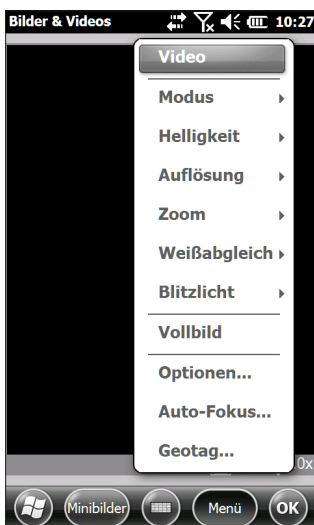 Bilder & Videos 10:27
Video
Modus
Helligkeit
Auflösung
Zoom
Weißabgleich
Blitzlicht
Vollbild
Optionen...
Auto-Fokus...
Geotag...
.0x
Minibilder Menü OK